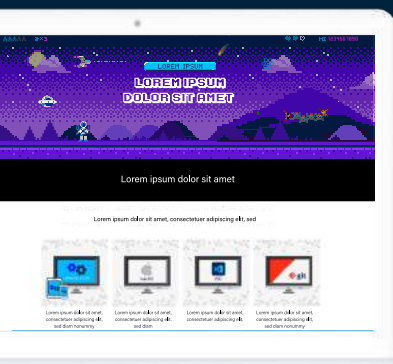 LOREM IPSUM
LOREM IPSUM
DOLOR SIT AMET
Lorem ipsum dolor sit amet
Lorem ipsum dolor sit amet, consectetuer adipiscing elit, sed
git
Lorem ipsum dolor sit amet,
consectetuer adipiscing elit,
sed diam nonummy
Lorem ipsum dolor sit amet,
consectetuer adipiscing elit,
sed diam
Lorem ipsum dolor sit amet,
consectetuer adipiscing elit,
Lorem ipsum dolor sit amet,
consectetuer adipiscing elit,
sed diam nonummy